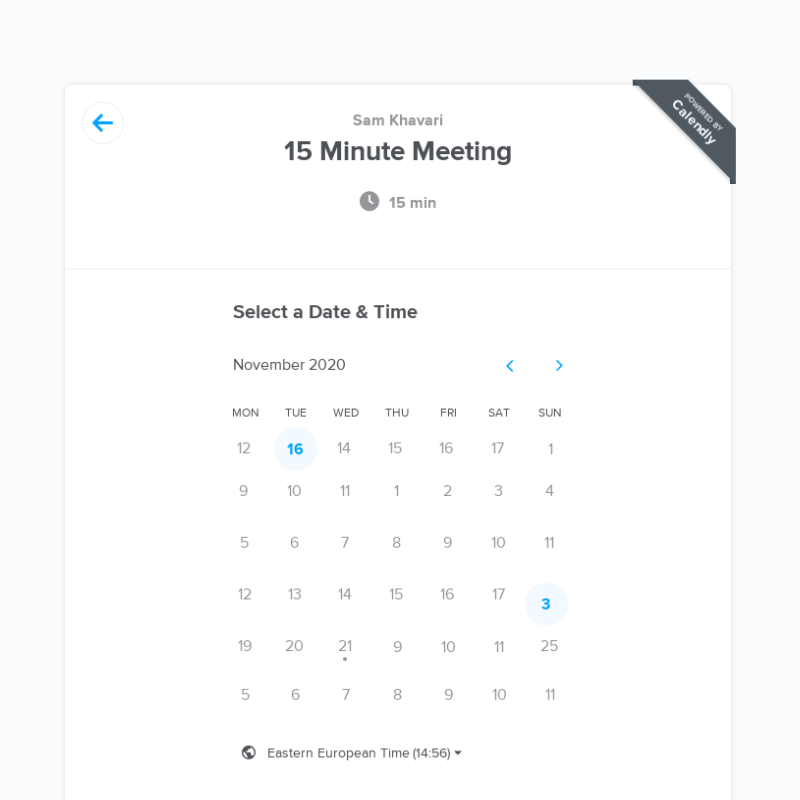 POWERED BY
Calendly
Sam Khavari
15 Minute Meeting
15 min
Select a Date & Time
November 2020
MON TUE WED THU FRI SAT SUN
12 16 14 15 16 17 1
9 10 11 1 2 3 4
5 6 7 8 9 10 11
12 13 14 15 16 17 3
19 20 21 9 10 11 25
5 6 7 8 9 10 11
Eastern European Time (14:56)